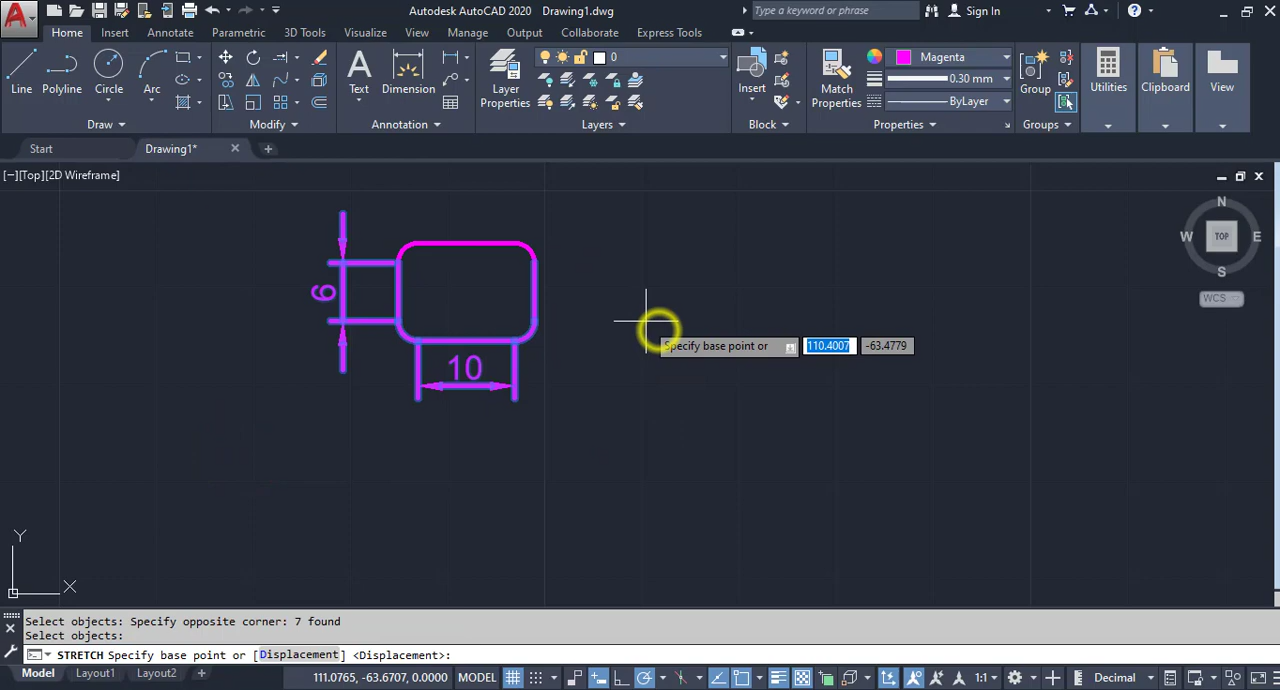 Autodesk AutoCAD 2020 Drawing1.dwg
Type a keyword or phrase
Sign In
Home Insert Annotate Parametric 3D Tools Visualize View Manage Output Collaborate Express Tools
0
Magenta
0.30 mm
ByLayer
Line Polyline Circle Arc
Text Dimension
Layer
Properties
Insert
Match
Properties
Group
Utilities
Clipboard
View
Draw Modify Annotation Layers Block Properties Groups
Start Drawing1*
[−][Top][2D Wireframe]
N
W TOP E
S
WCS
6
10
Specify base point or 110.4007 -63.4779
Y
X
Select objects: Specify opposite corner: 7 found
Select objects:
STRETCH Specify base point or [Displacement] <Displacement>:
Model Layout1 Layout2 +
111.0765, -63.6707, 0.0000 MODEL 1:1 Decimal